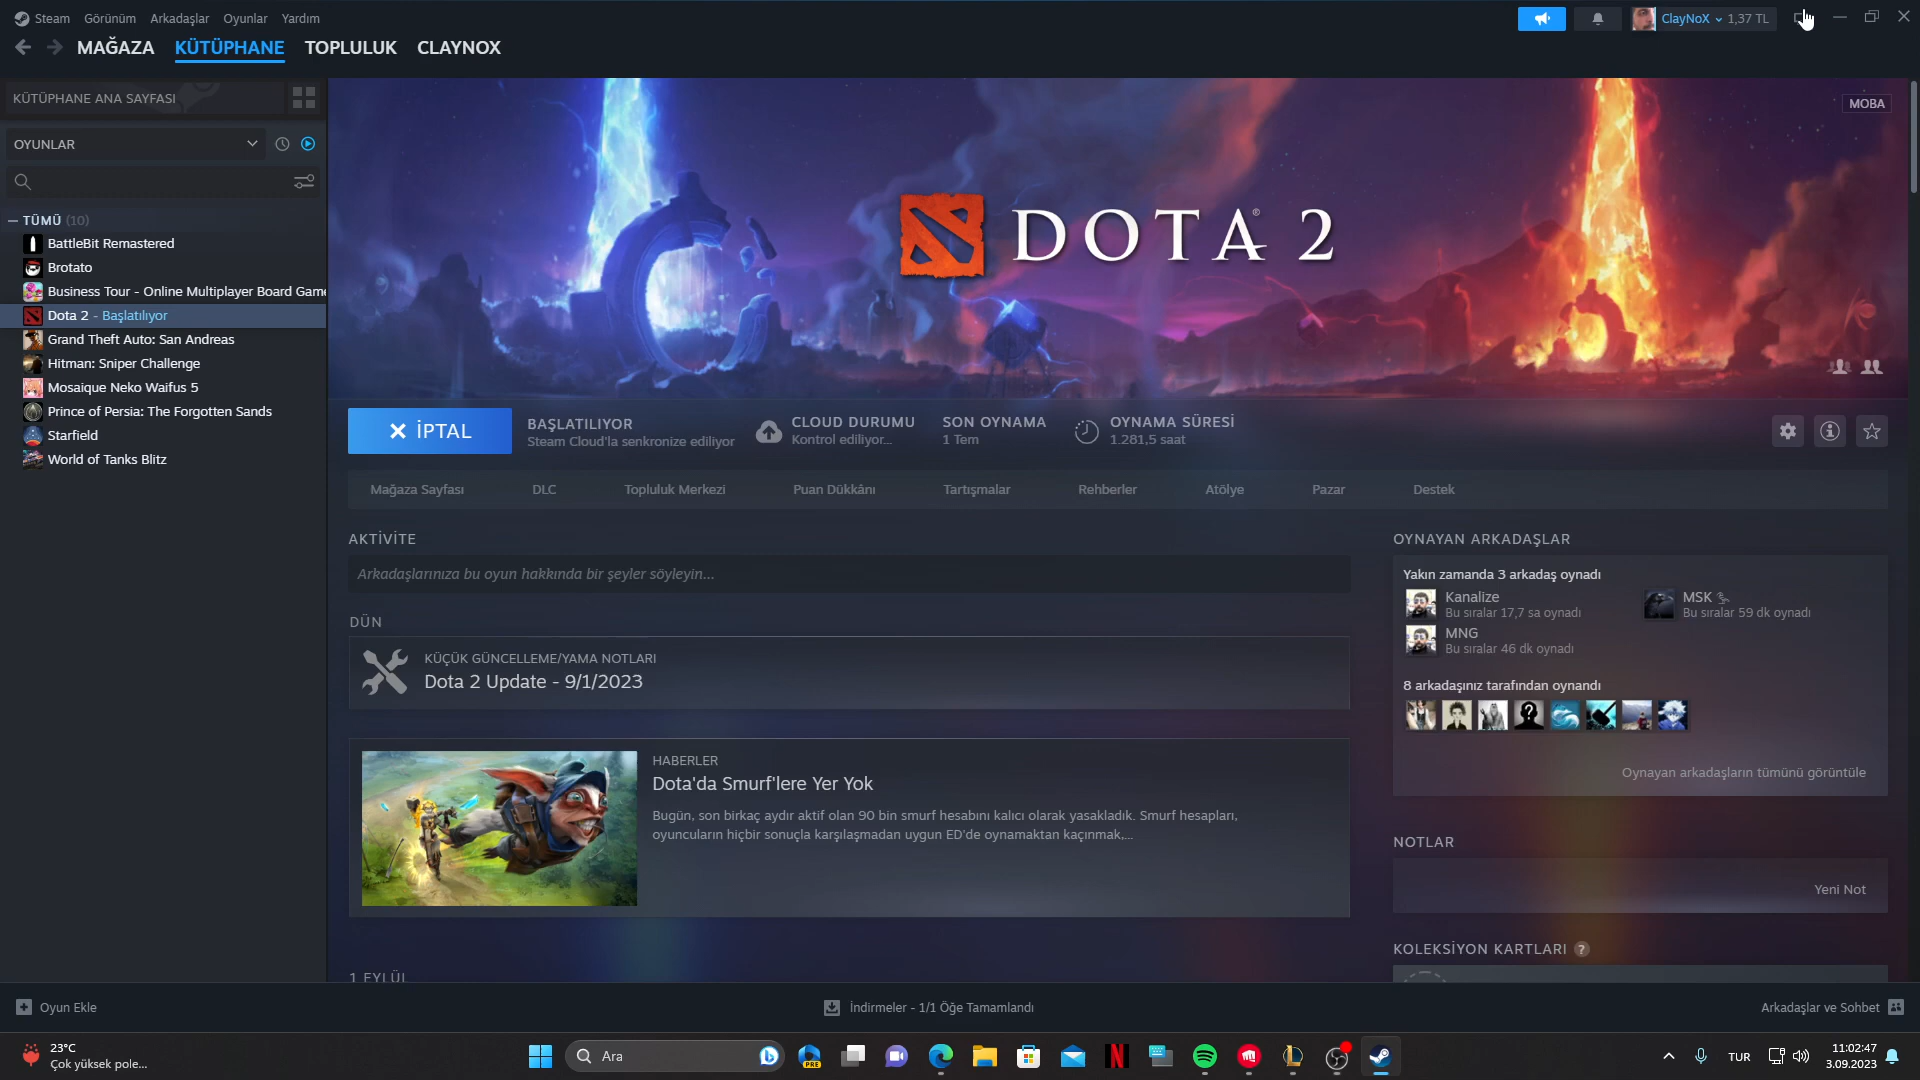 Steam Görünüm Arkadaşlar Oyunlar Yardım
ClayNoX 1,37 TL
MAĞAZA KÜTÜPHANE TOPLULUK CLAYNOX
KÜTÜPHANE ANA SAYFASI
OYUNLAR
TÜMÜ (10)
BattleBit Remastered
Brotato
Business Tour - Online Multiplayer Board Game
Dota 2 - Başlatılıyor
Grand Theft Auto: San Andreas
Hitman: Sniper Challenge
Mosaique Neko Waifus 5
Prince of Persia: The Forgotten Sands
Starfield
World of Tanks Blitz
MOBA
DOTA® 2
İPTAL
BAŞLATILIYOR
Steam Cloud'la senkronize ediliyor
CLOUD DURUMU
Kontrol ediliyor...
SON OYNAMA
1 Tem
OYNAMA SÜRESİ
1.281,5 saat
Mağaza Sayfası DLC Topluluk Merkezi Puan Dükkânı Tartışmalar Rehberler Atölye Pazar Destek
AKTİVİTE
Arkadaşlarınıza bu oyun hakkında bir şeyler söyleyin...
DÜN
KÜÇÜK GÜNCELLEME/YAMA NOTLARI
Dota 2 Update - 9/1/2023
HABERLER
Dota'da Smurf'lere Yer Yok
Bugün, son birkaç aydır aktif olan 90 bin smurf hesabını kalıcı olarak yasakladık. Smurf hesapları,
oyuncuların hiçbir sonuçla karşılaşmadan uygun ED'de oynamaktan kaçınmak,...
1 EYLÜL
OYNAYAN ARKADAŞLAR
Yakın zamanda 3 arkadaş oynadı
Kanalize
Bu sıralar 17,7 sa oynadı
MSK
Bu sıralar 59 dk oynadı
MNG
Bu sıralar 46 dk oynadı
8 arkadaşınız tarafından oynandı
Oynayan arkadaşların tümünü görüntüle
NOTLAR
Yeni Not
KOLEKSİYON KARTLARI ?
Oyun Ekle
İndirmeler - 1/1 Öğe Tamamlandı
Arkadaşlar ve Sohbet
23°C
Çok yüksek pole...
Ara
PRE
TUR
11:02:47
3.09.2023